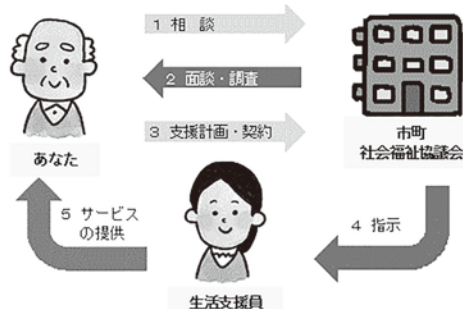 1 相 談
2 面談・調査
3 支援計画・契約
あなた
市町
社会福祉協議会
5 サービス
の提供
4 指示
生活支援員